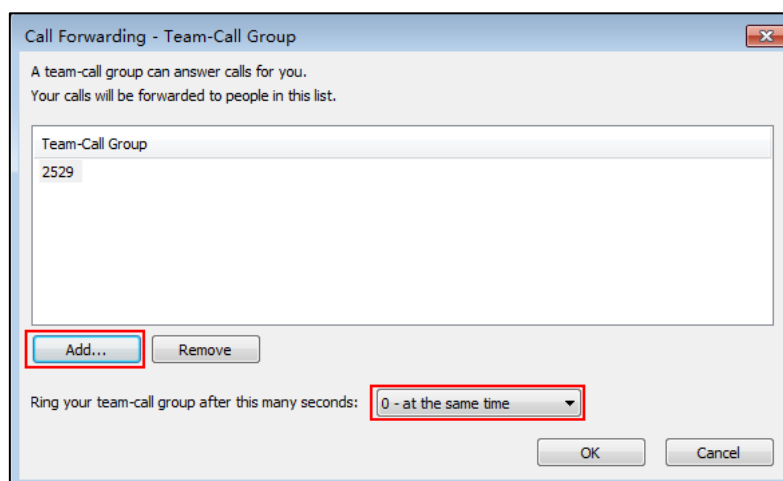 Call Forwarding - Team-Call Group
A team-call group can answer calls for you.
Your calls will be forwarded to people in this list.
Team-Call Group
2529
Add... Remove
Ring your team-call group after this many seconds: 0 - at the same time
OK Cancel